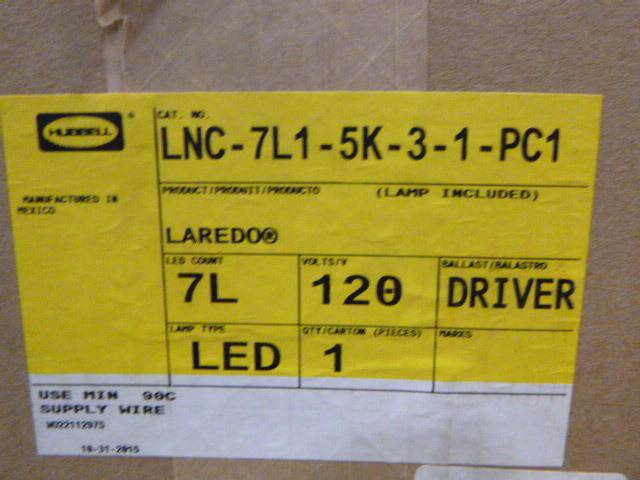 HUBBELL
CAT. NO.
LNC-7L1-5K-3-1-PC1
PRODUCT/PRODUIT/PRODUCTO (LAMP INCLUDED)
MANUFACTURED IN
MEXICO
LAREDO®
LED COUNT VOLTS/V BALLAST/BALASTRO
7L 120 DRIVER
LAMP TYPE QTY/CARTON (PIECES) MARKS
LED 1
USE MIN 90C
SUPPLY WIRE
WO22112975
10-31-2015